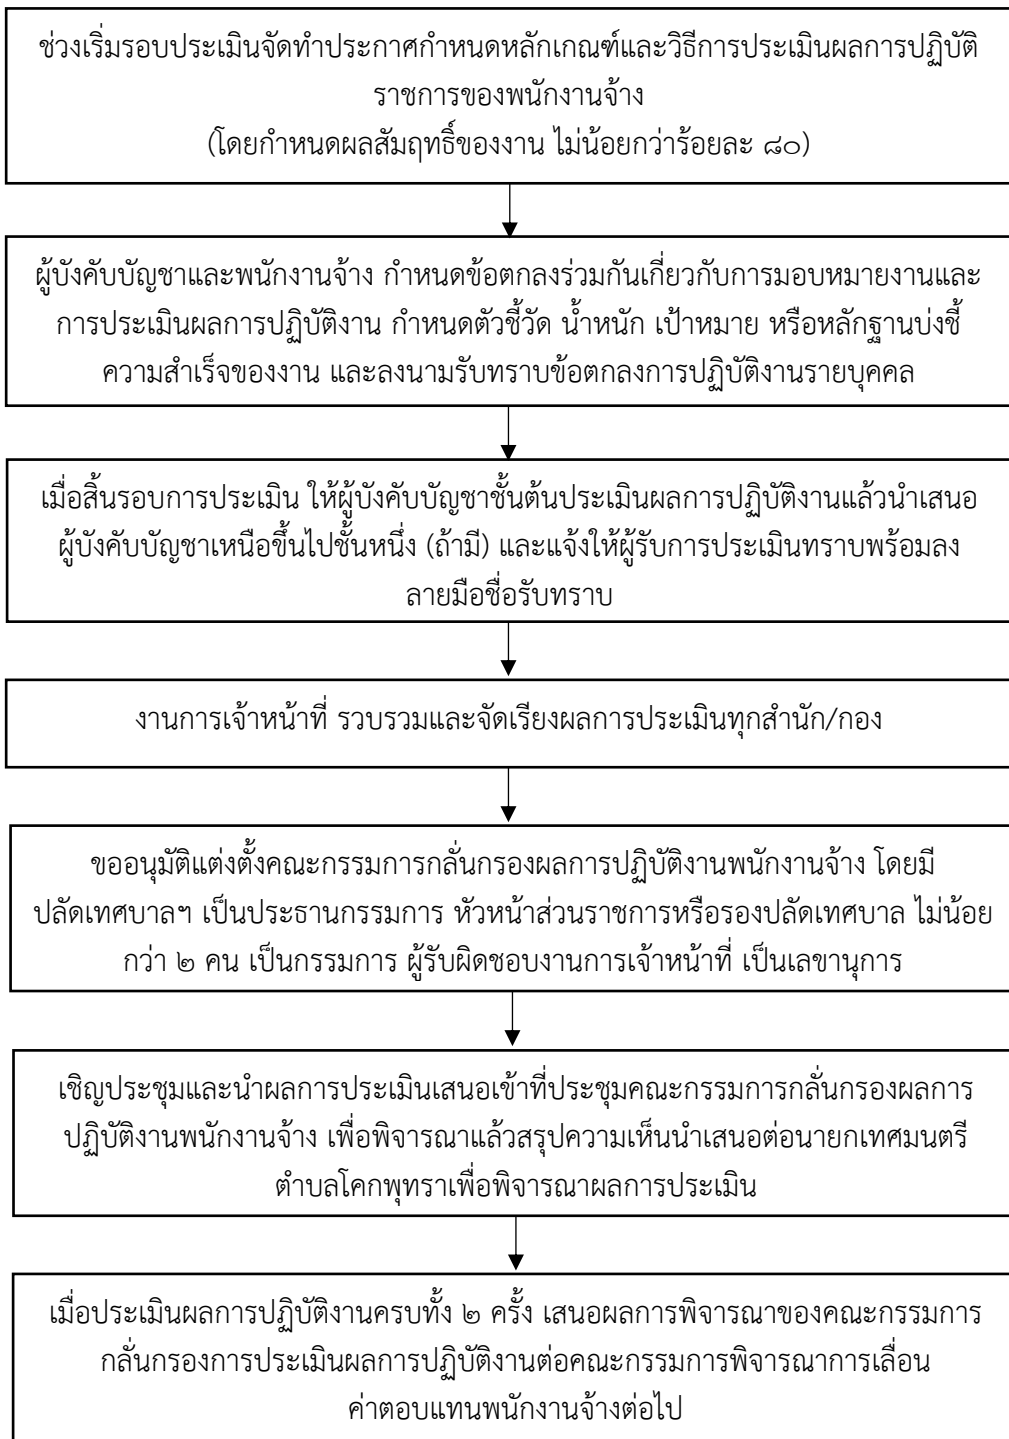 ช่วงเริ่มรอบประเมินจัดทำประกาศกำหนดหลักเกณฑ์และวิธีการประเมินผลการปฏิบัติ
ราชการของพนักงานจ้าง
(โดยกำหนดผลสัมฤทธิ์ของงาน ไม่น้อยกว่าร้อยละ ๘๐)
ผู้บังคับบัญชาและพนักงานจ้าง กำหนดข้อตกลงร่วมกันเกี่ยวกับการมอบหมายงานและ
การประเมินผลการปฏิบัติงาน กำหนดตัวชี้วัด น้ำหนัก เป้าหมาย หรือหลักฐานบ่งชี้
ความสำเร็จของงาน และลงนามรับทราบข้อตกลงการปฏิบัติงานรายบุคคล
เมื่อสิ้นรอบการประเมิน ให้ผู้บังคับบัญชาชั้นต้นประเมินผลการปฏิบัติงานแล้วนำเสนอ
ผู้บังคับบัญชาเหนือขึ้นไปชั้นหนึ่ง (ถ้ามี) และแจ้งให้ผู้รับการประเมินทราบพร้อมลง
ลายมือชื่อรับทราบ
งานการเจ้าหน้าที่ รวบรวมและจัดเรียงผลการประเมินทุกสำนัก/กอง
ขออนุมัติแต่งตั้งคณะกรรมการกลั่นกรองผลการปฏิบัติงานพนักงานจ้าง โดยมี
ปลัดเทศบาลฯ เป็นประธานกรรมการ หัวหน้าส่วนราชการหรือรองปลัดเทศบาล ไม่น้อย
กว่า ๒ คน เป็นกรรมการ ผู้รับผิดชอบงานการเจ้าหน้าที่ เป็นเลขานุการ
เชิญประชุมและนำผลการประเมินเสนอเข้าที่ประชุมคณะกรรมการกลั่นกรองผลการ
ปฏิบัติงานพนักงานจ้าง เพื่อพิจารณาแล้วสรุปความเห็นนำเสนอต่อนายกเทศมนตรี
ตำบลโคกพุทราเพื่อพิจารณาผลการประเมิน
เมื่อประเมินผลการปฏิบัติงานครบทั้ง ๒ ครั้ง เสนอผลการพิจารณาของคณะกรรมการ
กลั่นกรองการประเมินผลการปฏิบัติงานต่อคณะกรรมการพิจารณาการเลื่อน
ค่าตอบแทนพนักงานจ้างต่อไป